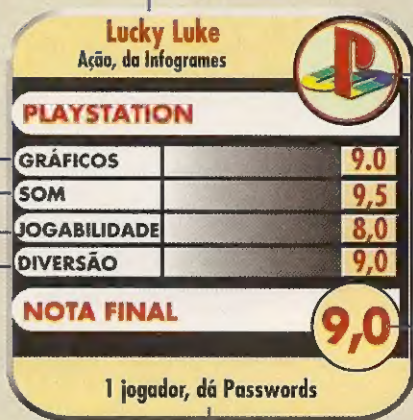 Lucky Luke
Ação, da Infogrames
PLAYSTATION
GRÁFICOS 9.0
SOM 9,5
JOGABILIDADE 8,0
DIVERSÃO 9,0
NOTA FINAL 9,0
1 jogador, dá Passwords